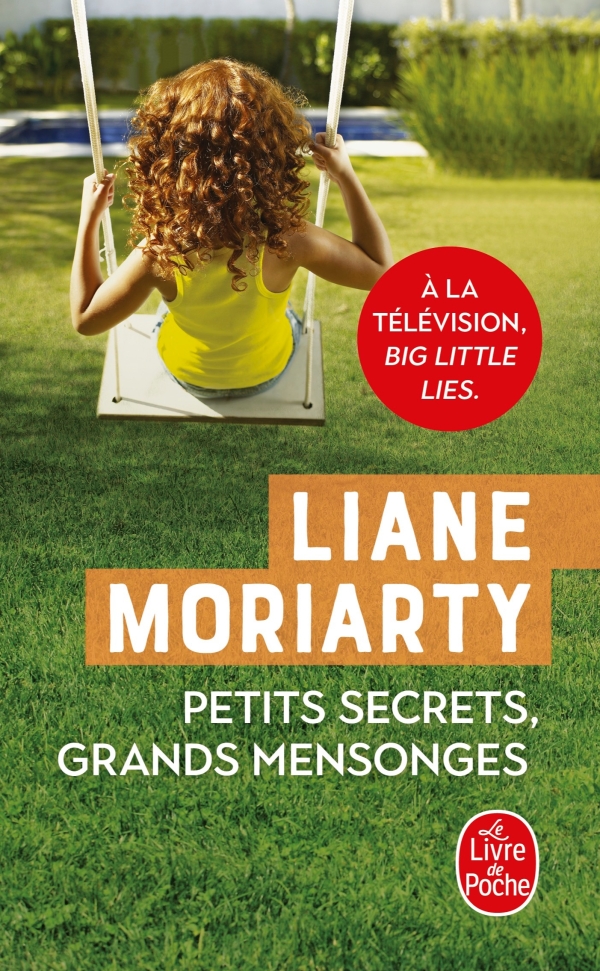 À LA
TÉLÉVISION,
BIG LITTLE
LIES.
LIANE
MORIARTY
PETITS SECRETS,
GRANDS MENSONGES
Le
Livre
de
Poche